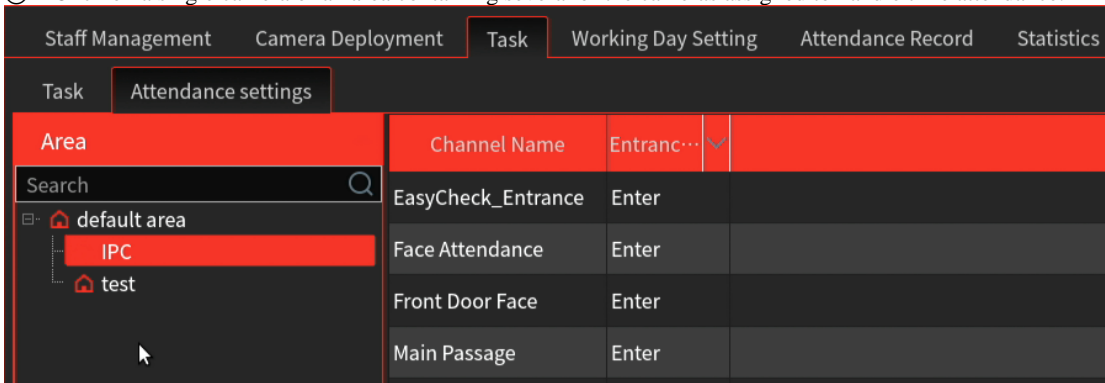 Staff Management Camera Deployment Task Working Day Setting Attendance Record Statistics
Task Attendance settings
Area
Search
default area
IPC
test
Channel Name Entranc...
EasyCheck_Entrance Enter
Face Attendance Enter
Front Door Face Enter
Main Passage Enter